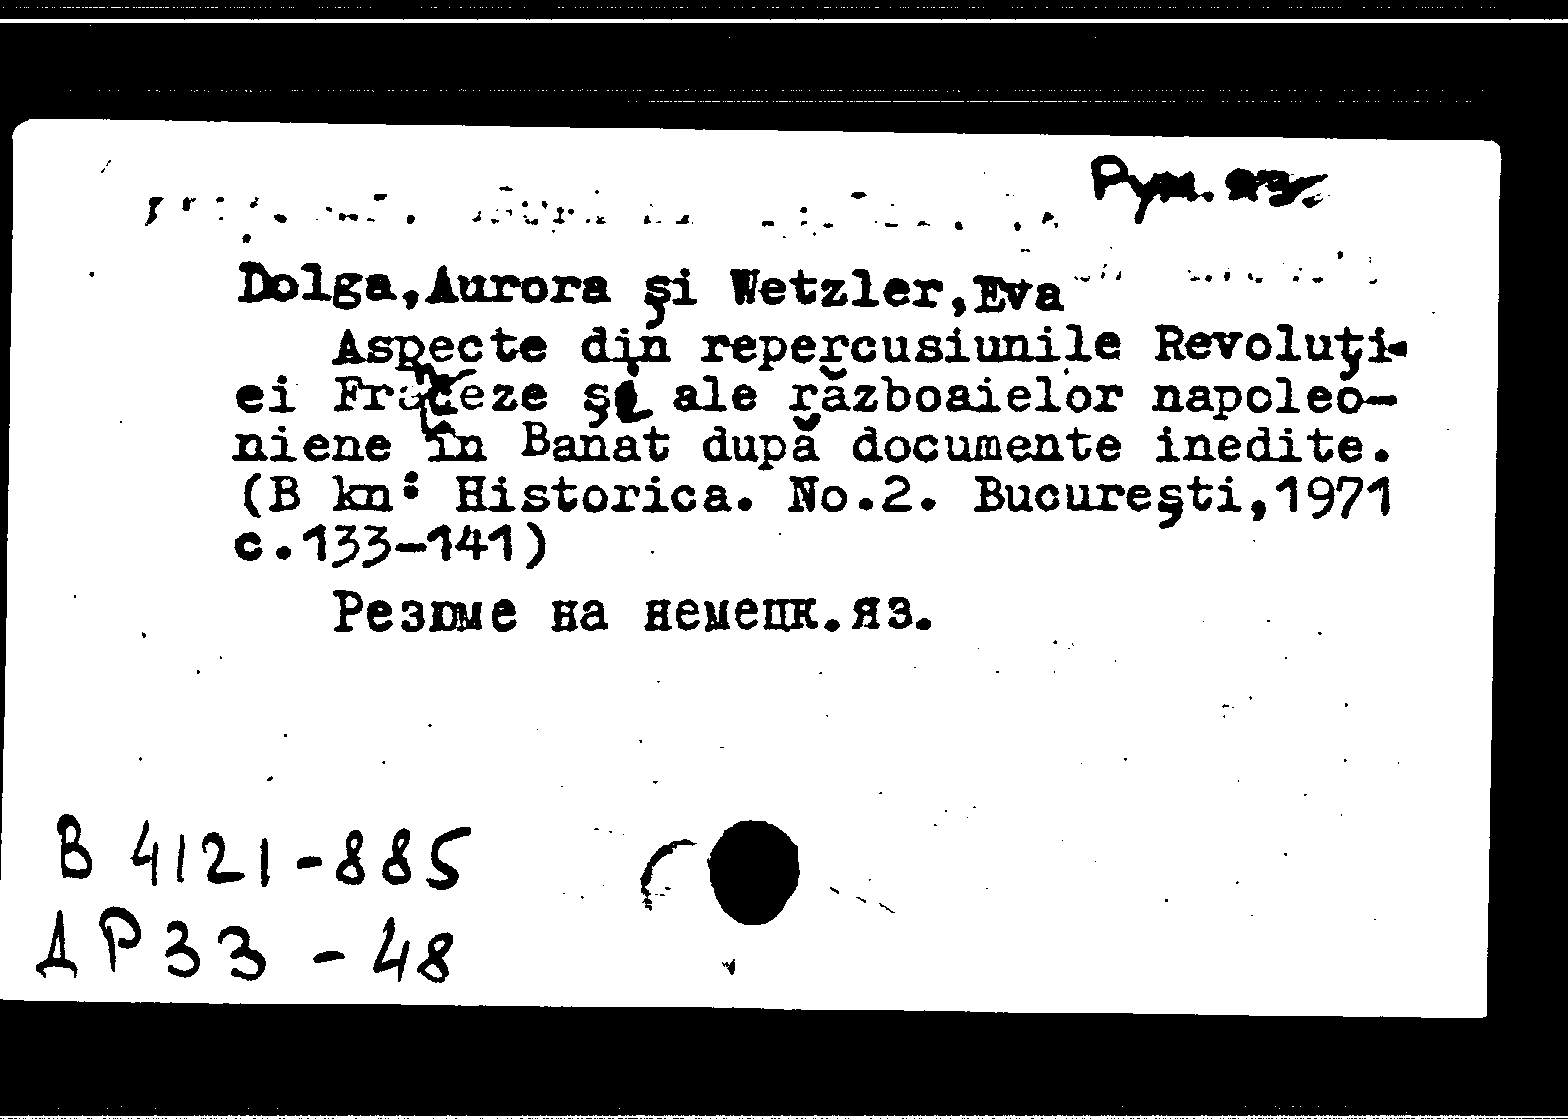 Рум. яз.
Dolga,Aurora şi Wetzler,Eva
Aspecte din repercusiunile Revoluţi-
ei Franceze şi ale războaielor napoleo-
niene în Banat după documente inedite.
(B kn: Historica. No.2. Bucureşti,1971
c.133-141)
Резюме на немецк.яз.
В 4121-885
ДР33-48